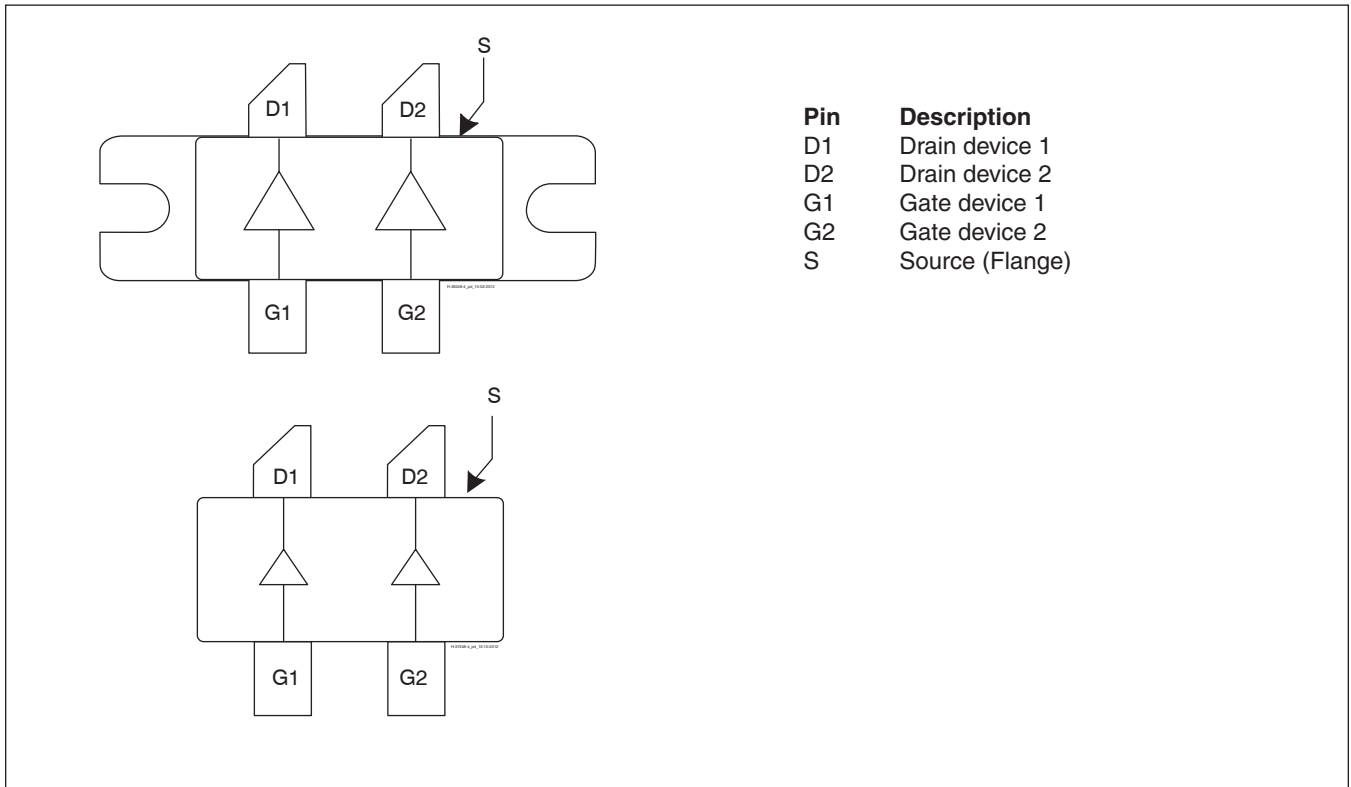 S
D1 D2
G1 G2
S
D1 D2
G1 G2
Pin Description
D1 Drain device 1
D2 Drain device 2
G1 Gate device 1
G2 Gate device 2
S Source (Flange)